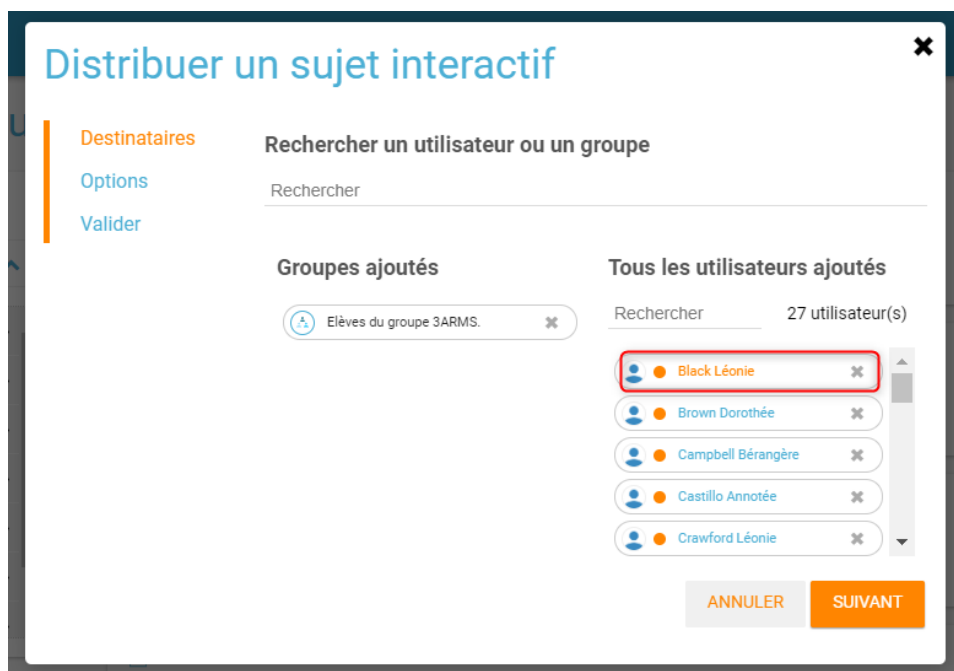 Distribuer un sujet interactif
Destinataires
Options
Valider
Rechercher un utilisateur ou un groupe
Rechercher
Groupes ajoutés
Elèves du groupe 3ARMS.
Tous les utilisateurs ajoutés
Rechercher 27 utilisateur(s)
Black Léonie
Brown Dorothée
Campbell Bérangère
Castillo Annotée
Crawford Léonie
ANNULER SUIVANT